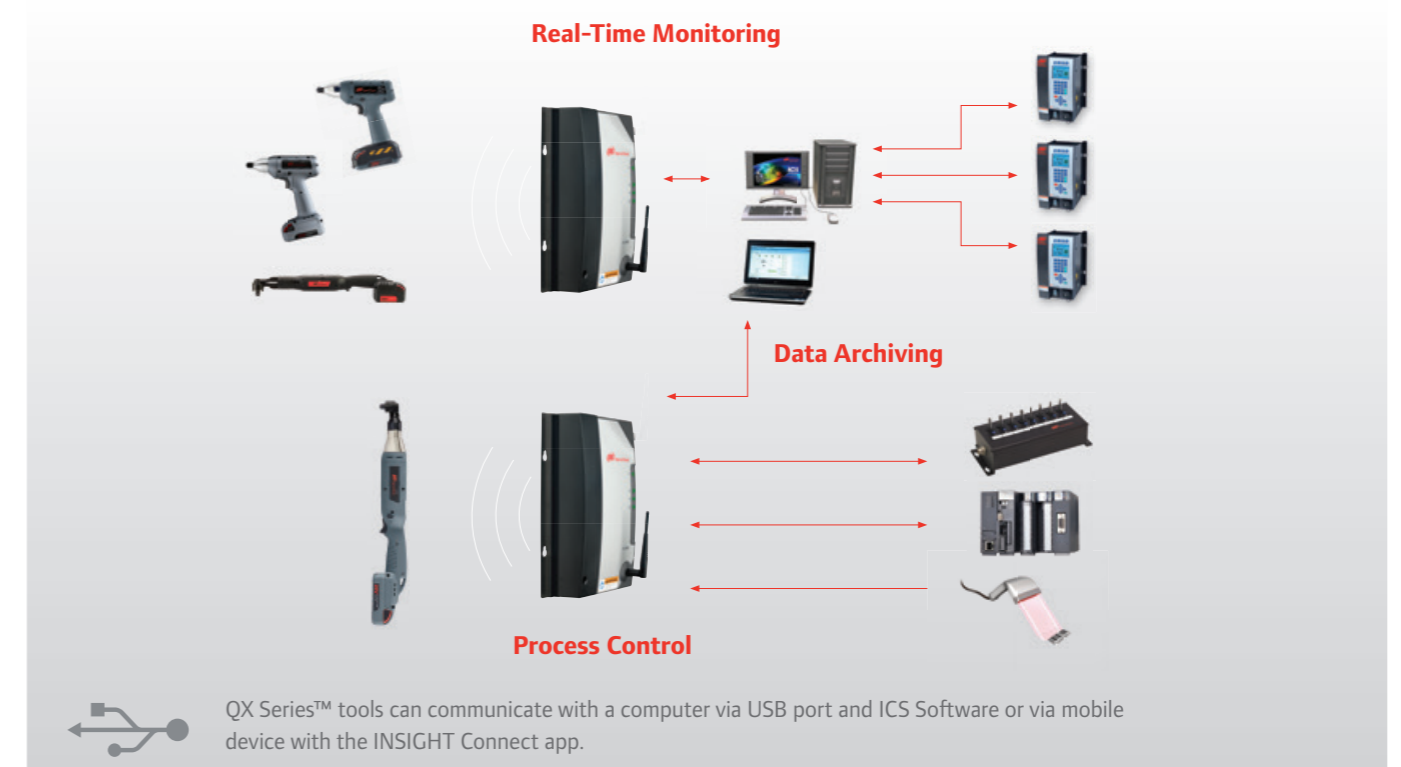 Real-Time Monitoring
Data Archiving
Process Control
QX Series™ tools can communicate with a computer via USB port and ICS Software or via mobile
device with the INSIGHT Connect app.